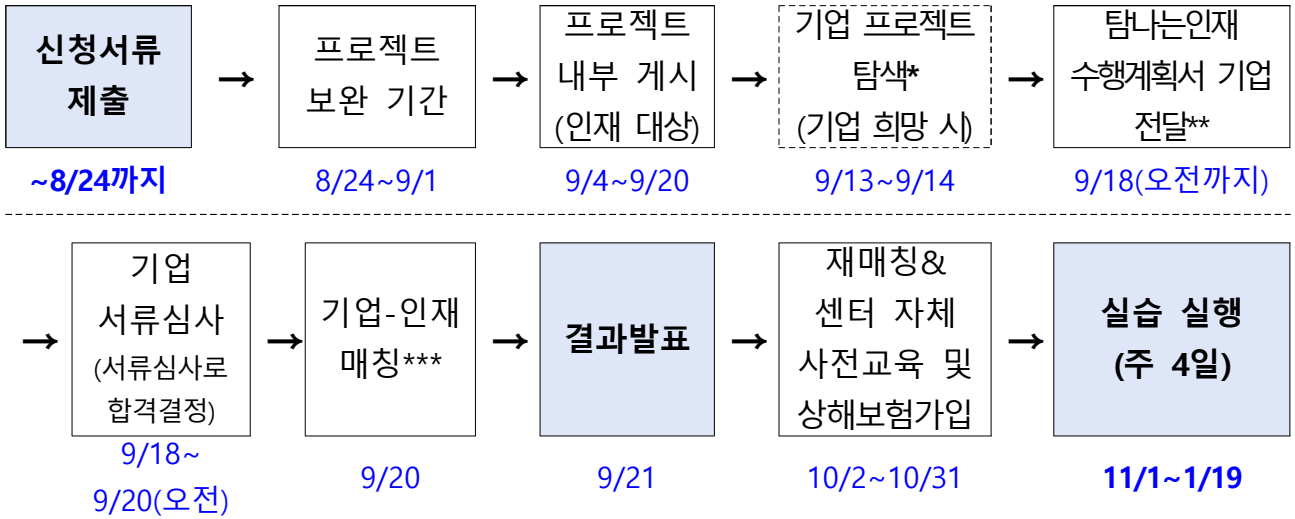 신청서류
제출
→
프로젝트
보완 기간
→
프로젝트
내부 게시
(인재 대상)
→
기업 프로젝트
탐색*
(기업 희망 시)
→
탐나는인재
수행계획서 기업
전달**
~8/24까지
8/24~9/1
9/4~9/20
9/13~9/14
9/18(오전까지)
→
기업
서류심사
(서류심사로
합격결정)
→
기업-인재
매칭***
→
결과발표
→
재매칭&
센터 자체
사전교육 및
상해보험가입
→
실습 실행
(주 4일)
9/18~
9/20(오전)
9/20
9/21
10/2~10/31
11/1~1/19